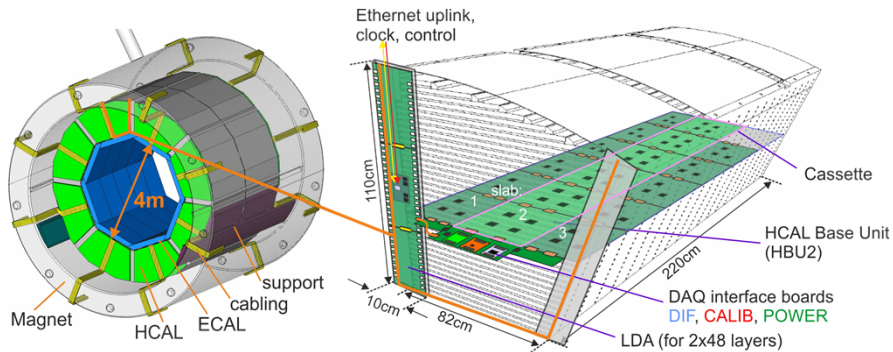 4m
support
cabling
ECAL
HCAL
Magnet
Ethernet uplink,
clock, control
110cm
slab:
1
2
3
10cm
82cm
220cm
Cassette
HCAL Base Unit
(HBU2)
DAQ interface boards
DIF, CALIB, POWER
LDA (for 2x48 layers)